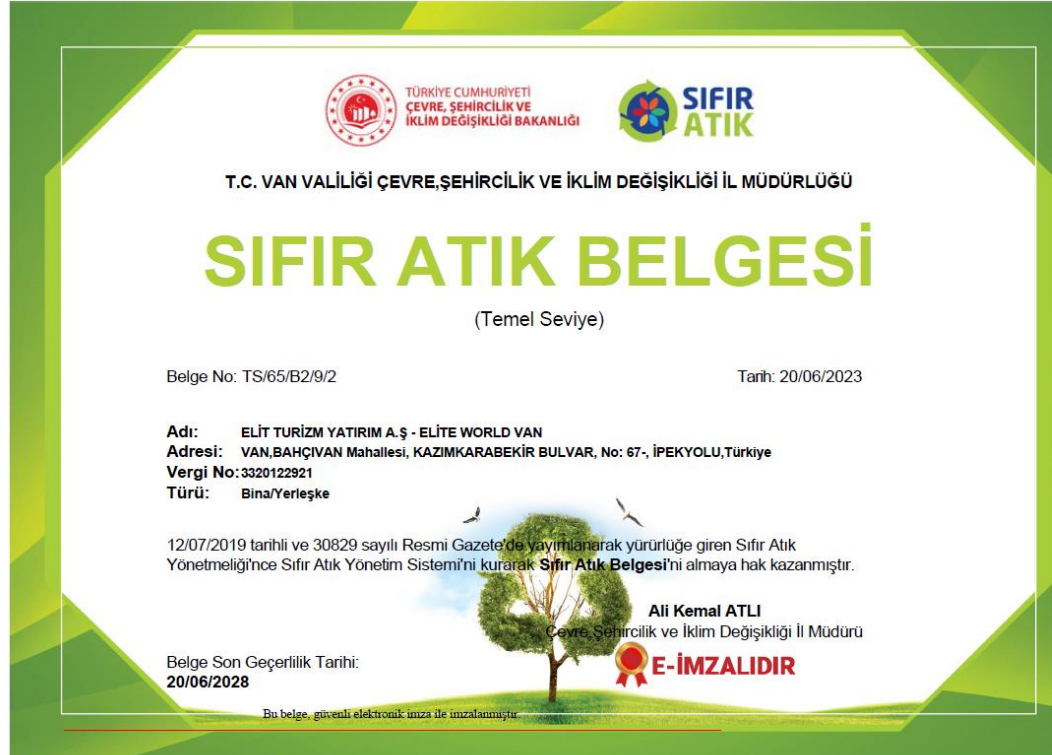 TÜRKİYE CUMHURİYETİ
ÇEVRE, ŞEHİRCİLİK VE
İKLİM DEĞİŞİKLİĞİ BAKANLIĞI
SIFIR
ATIK
T.C. VAN VALİLİĞİ ÇEVRE,ŞEHİRCİLİK VE İKLİM DEĞİŞİKLİĞİ İL MÜDÜRLÜĞÜ
SIFIR ATIK BELGESİ
(Temel Seviye)
Belge No: TS/65/B2/9/2 Tarih: 20/06/2023
Adı: ELİT TURİZM YATIRIM A.Ş - ELİTE WORLD VAN
Adresi: VAN,BAHÇIVAN Mahallesi, KAZIMKARABEKİR BULVAR, No: 67-, İPEKYOLU,Türkiye
Vergi No: 3320122921
Türü: Bina/Yerleşke
12/07/2019 tarihli ve 30829 sayılı Resmi Gazete'de yayımlanarak yürürlüğe giren Sıfır Atık
Yönetmeliği'nce Sıfır Atık Yönetim Sistemi'ni kurarak Sıfır Atık Belgesi'ni almaya hak kazanmıştır.
Ali Kemal ATLI
Çevre,Şehircilik ve İklim Değişikliği İl Müdürü
E-İMZALIDIR
Belge Son Geçerlilik Tarihi:
20/06/2028
Bu belge, güvenli elektronik imza ile imzalanmıştır.